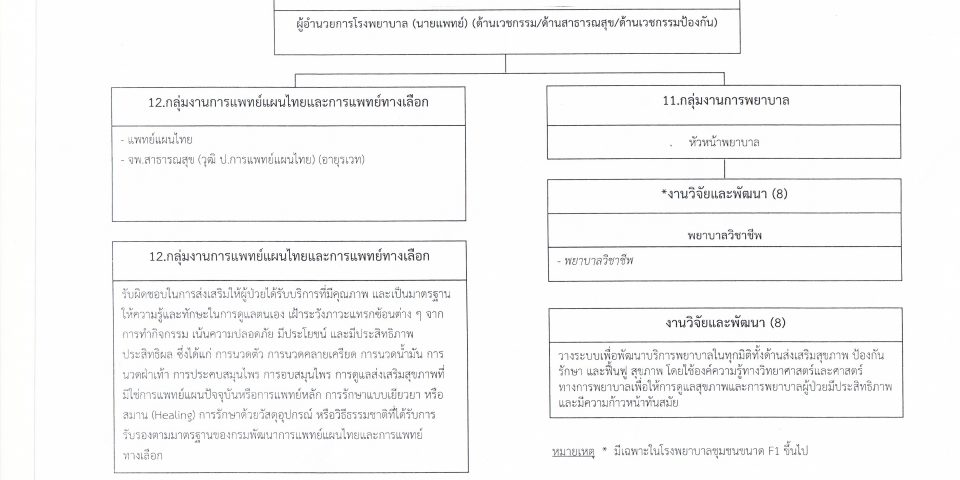 ผู้อำนวยการโรงพยาบาล (นายแพทย์) (ด้านเวชกรรม/ด้านสาธารณสุข/ด้านเวชกรรมป้องกัน)
12.กลุ่มงานการแพทย์แผนไทยและการแพทย์ทางเลือก
- แพทย์แผนไทย
- จพ.สาธารณสุข (วุฒิ ป.การแพทย์แผนไทย) (อายุรเวท)
12.กลุ่มงานการแพทย์แผนไทยและการแพทย์ทางเลือก
รับผิดชอบในการส่งเสริมให้ผู้ป่วยได้รับบริการที่มีคุณภาพ และเป็นมาตรฐาน
ให้ความรู้และทักษะในการดูแลตนเอง เฝ้าระวังภาวะแทรกซ้อนต่าง ๆ จาก
การทำกิจกรรม เน้นความปลอดภัย มีประโยชน์ และมีประสิทธิภาพ
ประสิทธิผล ซึ่งได้แก่ การนวดตัว การนวดคลายเครียด การนวดน้ำมัน การ
นวดฝ่าเท้า การประคบสมุนไพร การอบสมุนไพร การดูแลส่งเสริมสุขภาพที่
มิใช่การแพทย์แผนปัจจุบันหรือการแพทย์หลัก การรักษาแบบเยียวยา หรือ
สมาน (Healing) การรักษาด้วยวัสดุอุปกรณ์ หรือวิธีธรรมชาติที่ได้รับการ
รับรองตามมาตรฐานของกรมพัฒนาการแพทย์แผนไทยและการแพทย์
ทางเลือก
11.กลุ่มงานการพยาบาล
หัวหน้าพยาบาล
*งานวิจัยและพัฒนา (8)
พยาบาลวิชาชีพ
- พยาบาลวิชาชีพ
งานวิจัยและพัฒนา (8)
วางระบบเพื่อพัฒนาบริการพยาบาลในทุกมิติทั้งด้านส่งเสริมสุขภาพ ป้องกัน
รักษา และฟื้นฟู สุขภาพ โดยใช้องค์ความรู้ทางวิทยาศาสตร์และศาสตร์
ทางการพยาบาลเพื่อให้การดูแลสุขภาพและการพยาบาลผู้ป่วยมีประสิทธิภาพ
และมีความก้าวหน้าทันสมัย
หมายเหตุ * มีเฉพาะในโรงพยาบาลชุมชนขนาด F1 ขึ้นไป